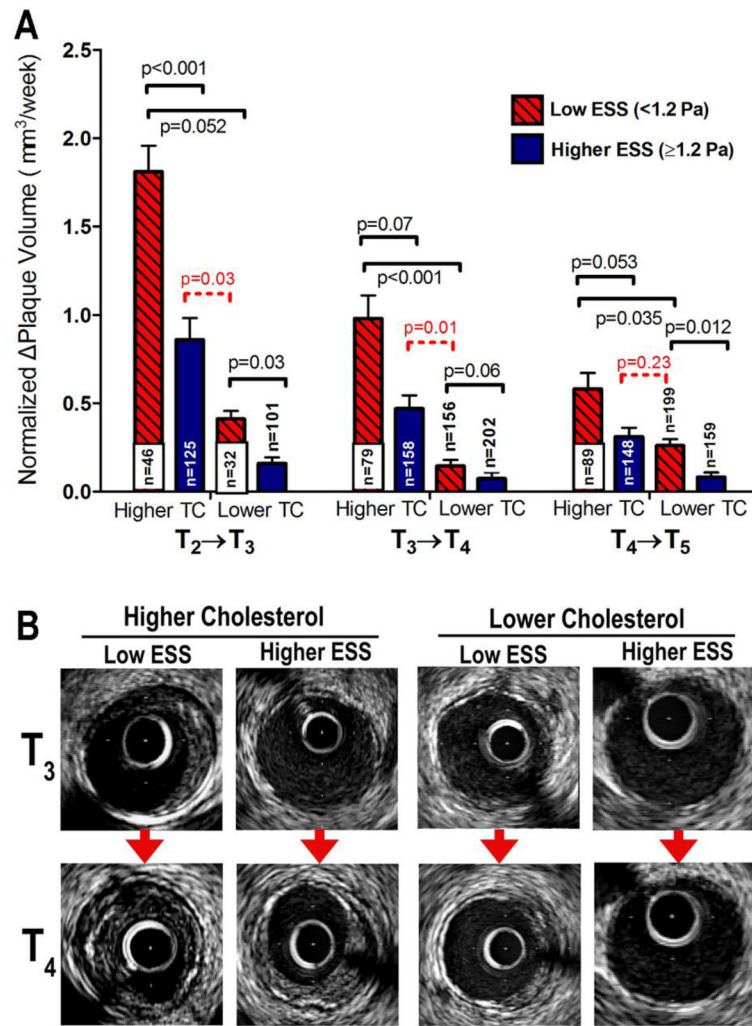 A
Normalized ΔPlaque Volume ( mm³/week)
2.5
2.0
1.5
1.0
0.5
0.0
Low ESS (<1.2 Pa)
Higher ESS (≥1.2 Pa)
p<0.001
p=0.052
p=0.03
p=0.03
n=46
n=125
n=32
n=101
p=0.07
p<0.001
p=0.01
p=0.06
n=79
n=158
n=156
n=202
p=0.053
p=0.035
p=0.012
p=0.23
n=89
n=148
n=199
n=159
Higher TC Lower TC Higher TC Lower TC Higher TC Lower TC
T₂→T₃ T₃→T₄ T₄→T₅
B
Higher Cholesterol Lower Cholesterol
Low ESS Higher ESS Low ESS Higher ESS
T₃
T₄